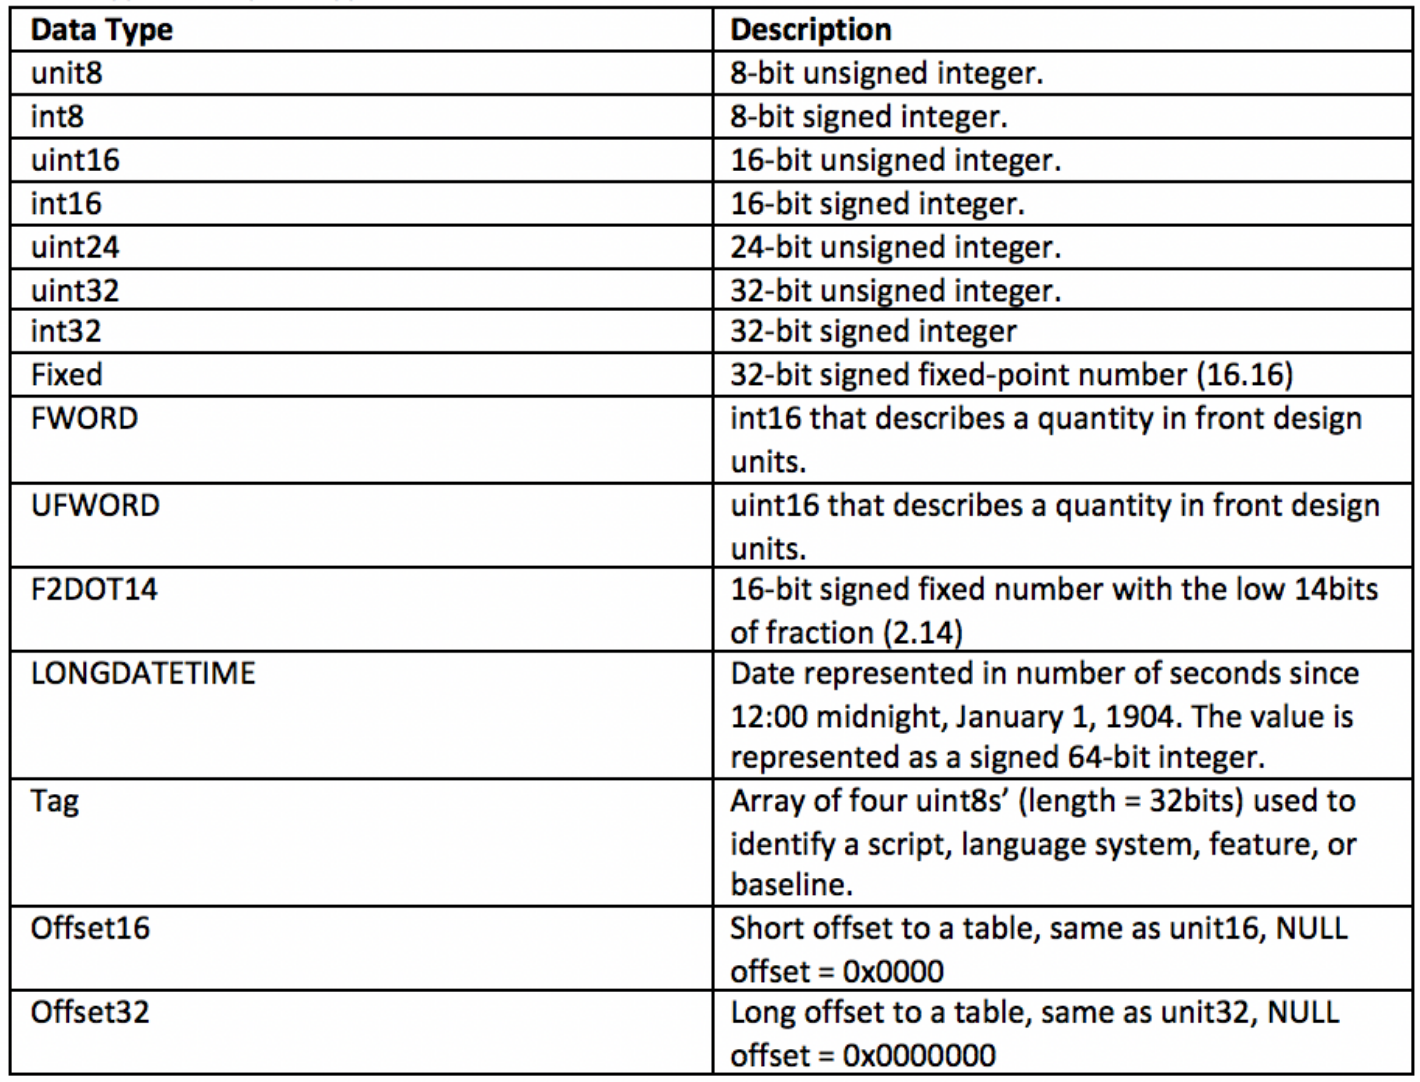 Data Type Description
unit8 8-bit unsigned integer.
int8 8-bit signed integer.
uint16 16-bit unsigned integer.
int16 16-bit signed integer.
uint24 24-bit unsigned integer.
uint32 32-bit unsigned integer.
int32 32-bit signed integer
Fixed 32-bit signed fixed-point number (16.16)
FWORD int16 that describes a quantity in front design
units.
UFWORD uint16 that describes a quantity in front design
units.
F2DOT14 16-bit signed fixed number with the low 14bits
of fraction (2.14)
LONGDATETIME Date represented in number of seconds since
12:00 midnight, January 1, 1904. The value is
represented as a signed 64-bit integer.
Tag Array of four uint8s’ (length = 32bits) used to
identify a script, language system, feature, or
baseline.
Offset16 Short offset to a table, same as unit16, NULL
offset = 0x0000
Offset32 Long offset to a table, same as unit32, NULL
offset = 0x0000000